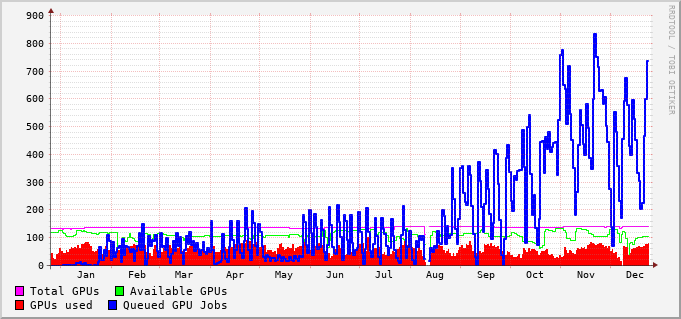 900
800
700
600
500
400
300
200
100
0
Jan Feb Mar Apr May Jun Jul Aug Sep Oct Nov Dec
Total GPUs Available GPUs
GPUs used Queued GPU Jobs
RRDTOOL / TOBI OETIKER